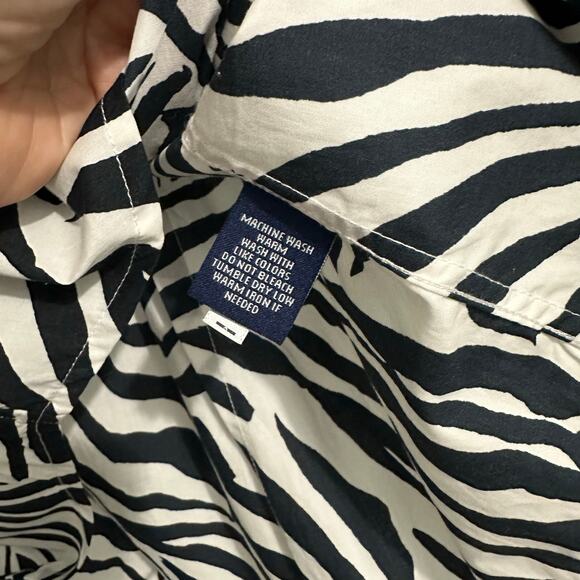 MACHINE WASH
WARM
WASH WITH
LIKE COLORS
DO NOT BLEACH
TUMBLE DRY LOW
WARM IRON IF
NEEDED